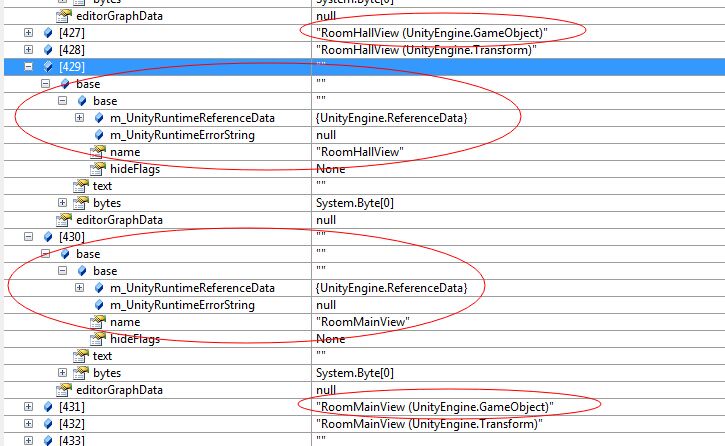 base System.Byte[0]
editorGraphData null
[427] "RoomHallView (UnityEngine.GameObject)"
[428] "RoomHallView (UnityEngine.Transform)"
[429] ""
base ""
base ""
m_UnityRuntimeReferenceData {UnityEngine.ReferenceData}
m_UnityRuntimeErrorString null
name "RoomHallView"
hideFlags None
text ""
bytes System.Byte[0]
editorGraphData null
[430] ""
base ""
base ""
m_UnityRuntimeReferenceData {UnityEngine.ReferenceData}
m_UnityRuntimeErrorString null
name "RoomMainView"
hideFlags None
text ""
bytes System.Byte[0]
editorGraphData null
[431] "RoomMainView (UnityEngine.GameObject)"
[432] "RoomMainView (UnityEngine.Transform)"
[433] ""